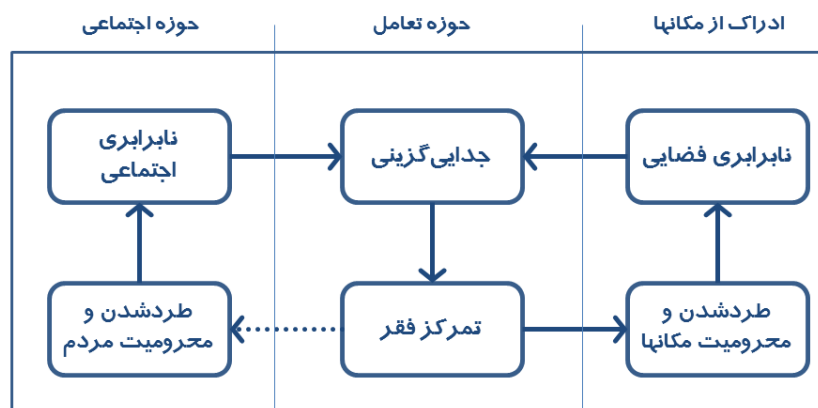 ادراک از مکانها
حوزه تعامل
حوزه اجتماعی
نابرابری فضایی
جدایی‌گزینی
نابرابری
اجتماعی
طردشدن و
محرومیت مکانها
تمرکز فقر
طردشدن و
محرومیت مردم